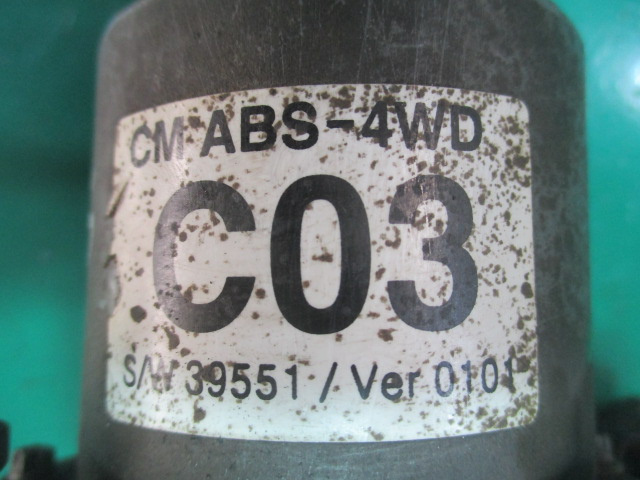 CM ABS-4WD
C03
S/W 39551 / Ver 0101